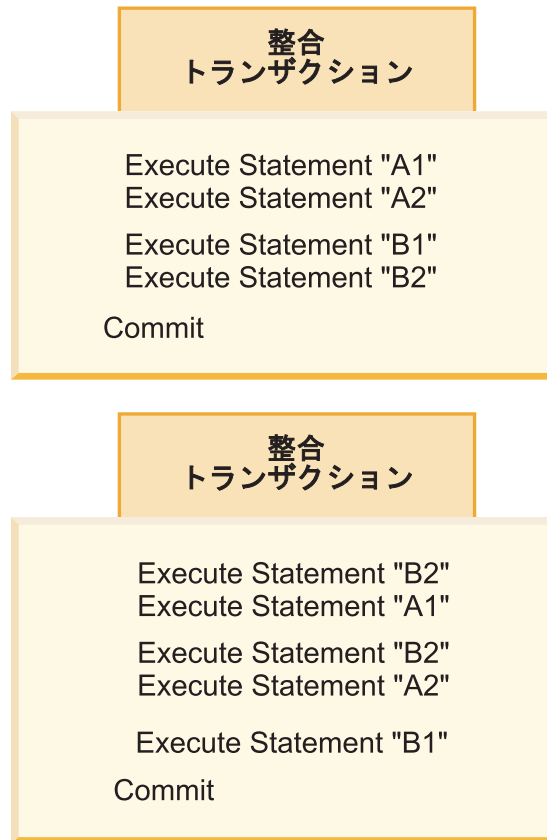 整合
トランザクション
Execute Statement "A1"
Execute Statement "A2"
Execute Statement "B1"
Execute Statement "B2"
Commit
整合
トランザクション
Execute Statement "B2"
Execute Statement "A1"
Execute Statement "B2"
Execute Statement "A2"
Execute Statement "B1"
Commit